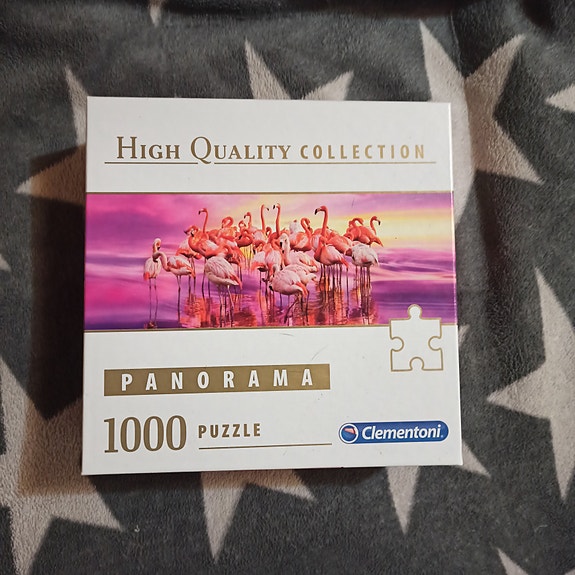 HIGH QUALITY COLLECTION
PANORAMA
1000 PUZZLE
Clementoni®